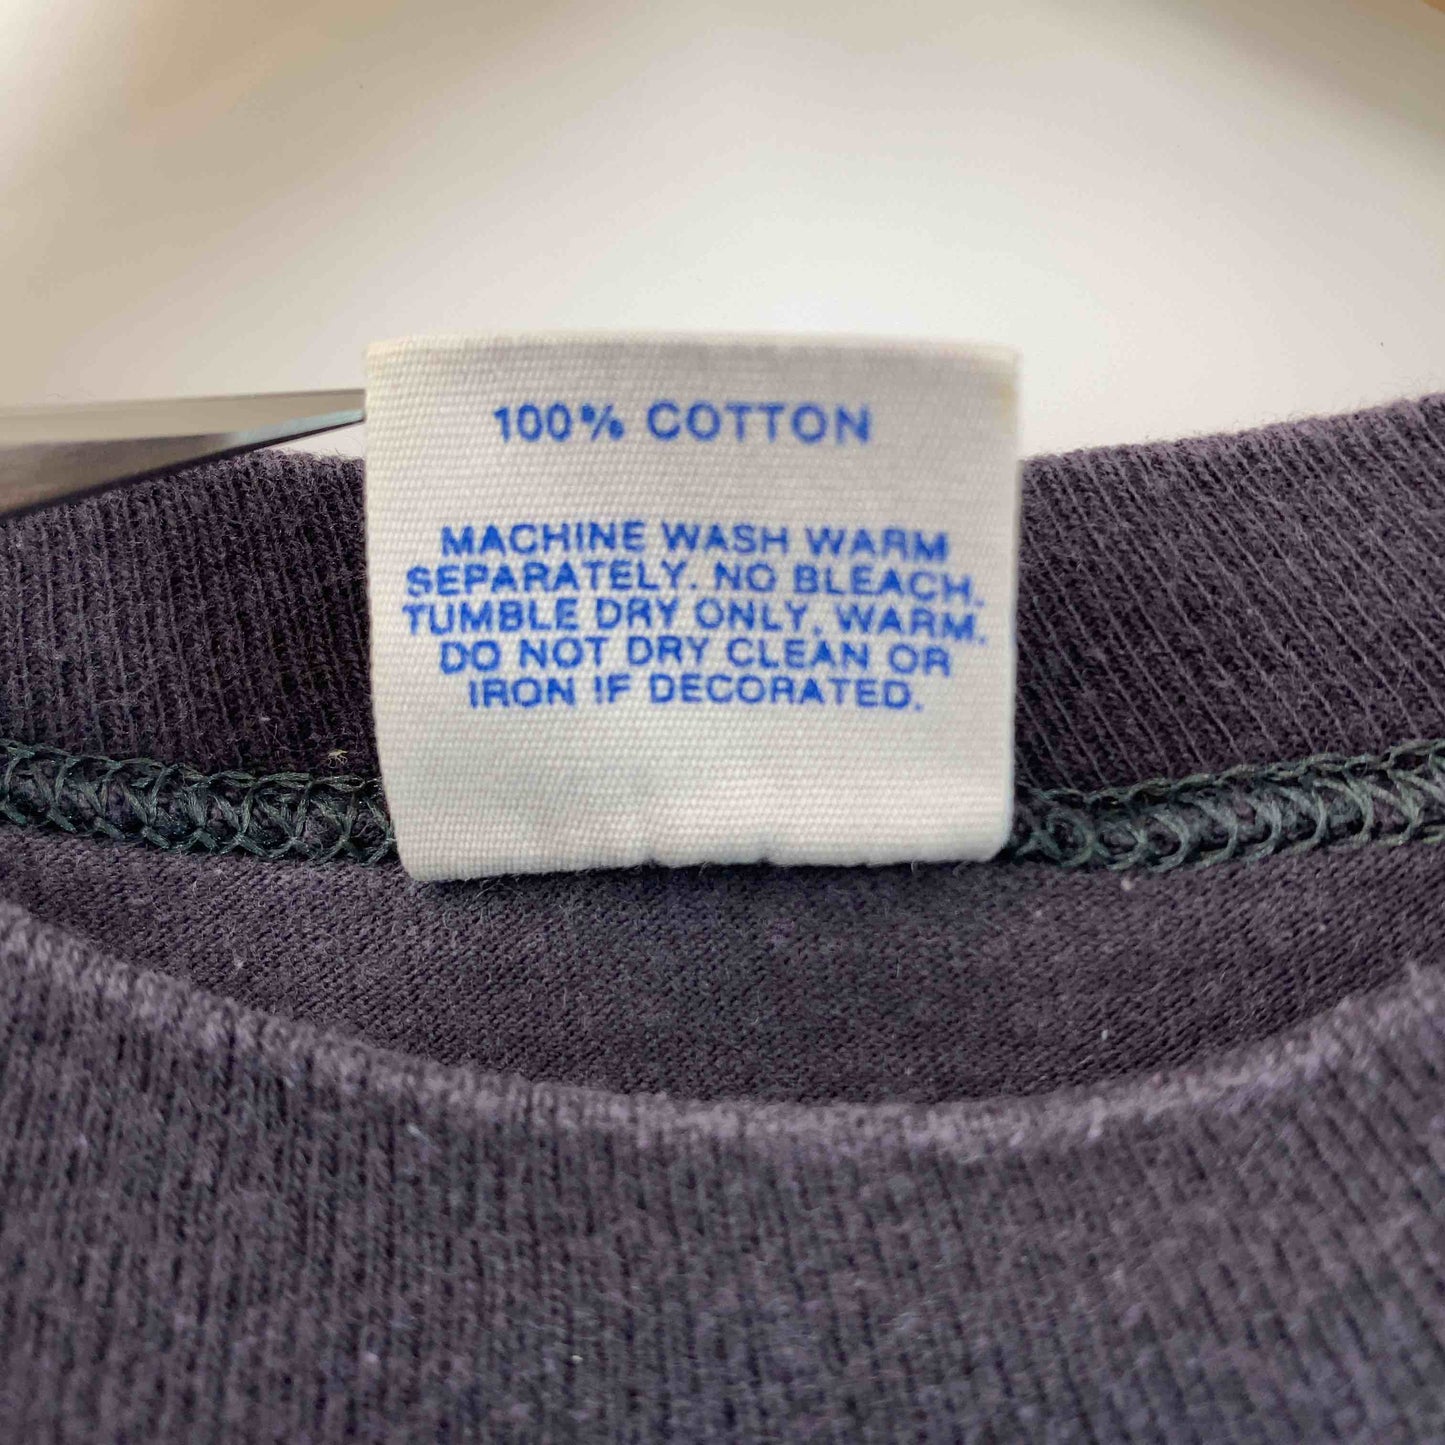 100% COTTON
MACHINE WASH WARM
SEPARATELY. NO BLEACH.
TUMBLE DRY ONLY, WARM.
DO NOT DRY CLEAN OR
IRON IF DECORATED.